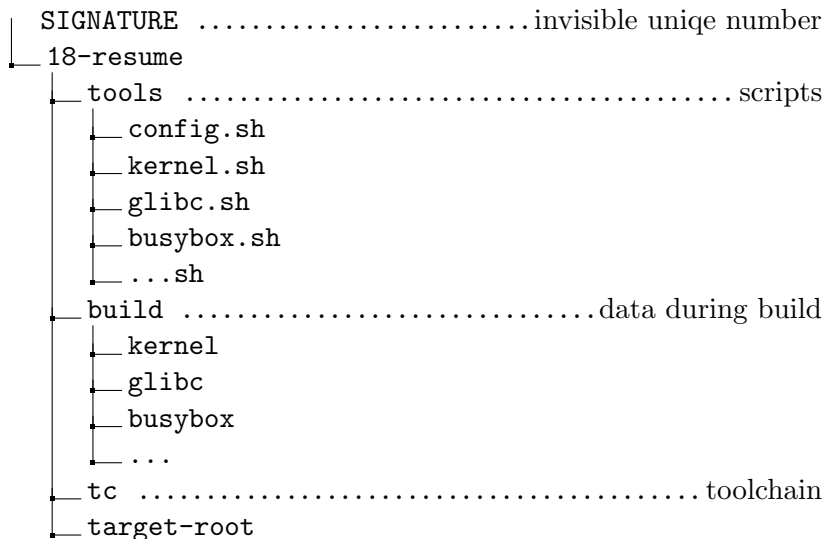 SIGNATURE ........................ invisible uniqe number
18-resume
tools ........................................ scripts
config.sh
kernel.sh
glibc.sh
busybox.sh
...sh
build .............................. data during build
kernel
glibc
busybox
...
tc ......................................... toolchain
target-root